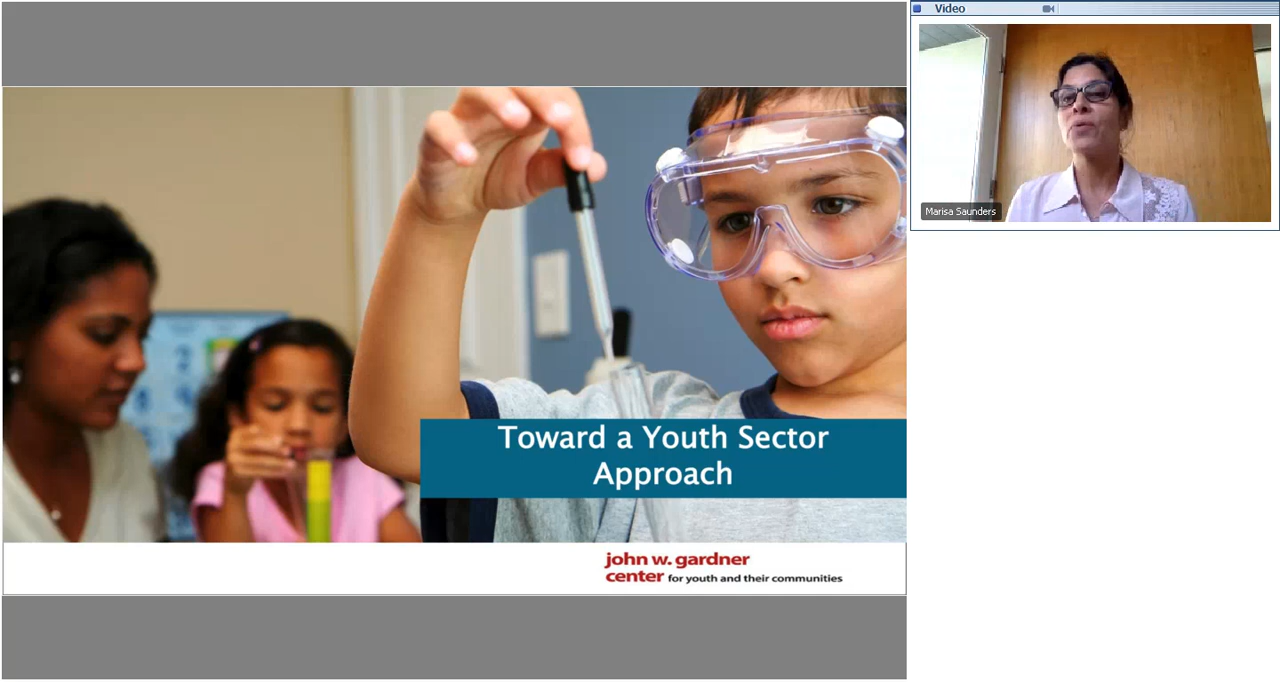 Video
Marisa Saunders
Toward a Youth Sector
Approach
john w. gardner
center for youth and their communities